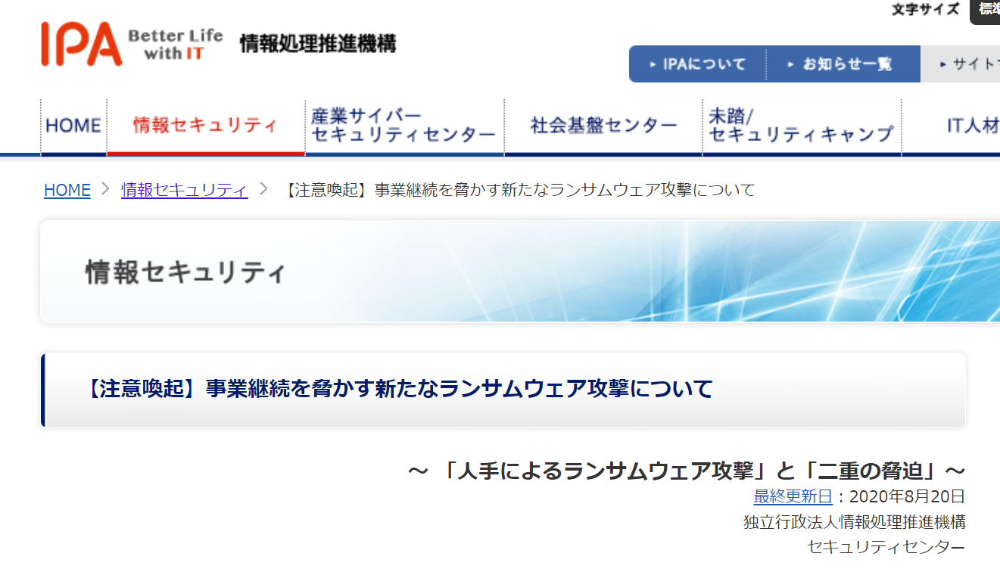 文字サイズ 標準
IPA Better Life with IT 情報処理推進機構
IPAについて お知らせ一覧 サイト
HOME 情報セキュリティ 産業サイバー セキュリティセンター 社会基盤センター 未踏/ セキュリティキャンプ IT人材
HOME > 情報セキュリティ > 【注意喚起】事業継続を脅かす新たなランサムウェア攻撃について
情報セキュリティ
【注意喚起】事業継続を脅かす新たなランサムウェア攻撃について
～ 「人手によるランサムウェア攻撃」と「二重の脅迫」～
最終更新日：2020年8月20日
独立行政法人情報処理推進機構
セキュリティセンター